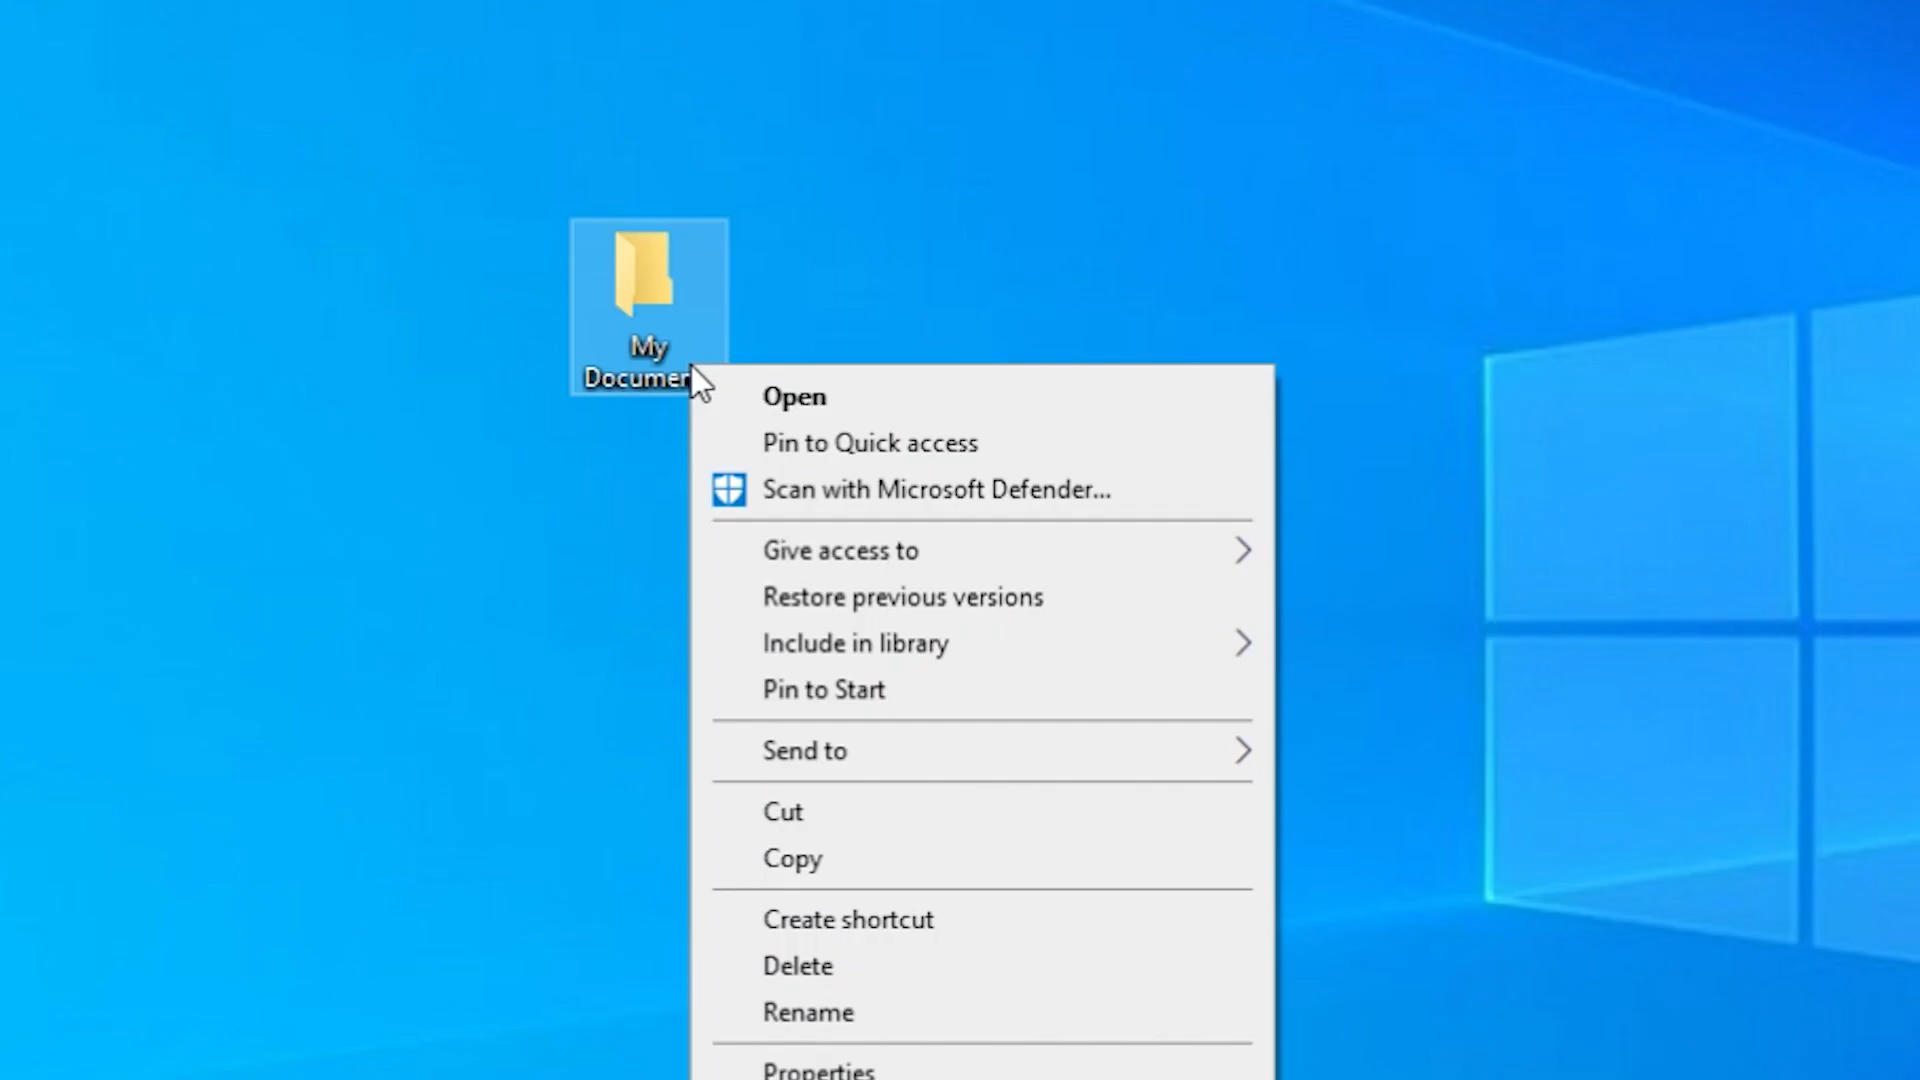 My
Documen
Open
Pin to Quick access
Scan with Microsoft Defender...
Give access to
Restore previous versions
Include in library
Pin to Start
Send to
Cut
Copy
Create shortcut
Delete
Rename
Properties